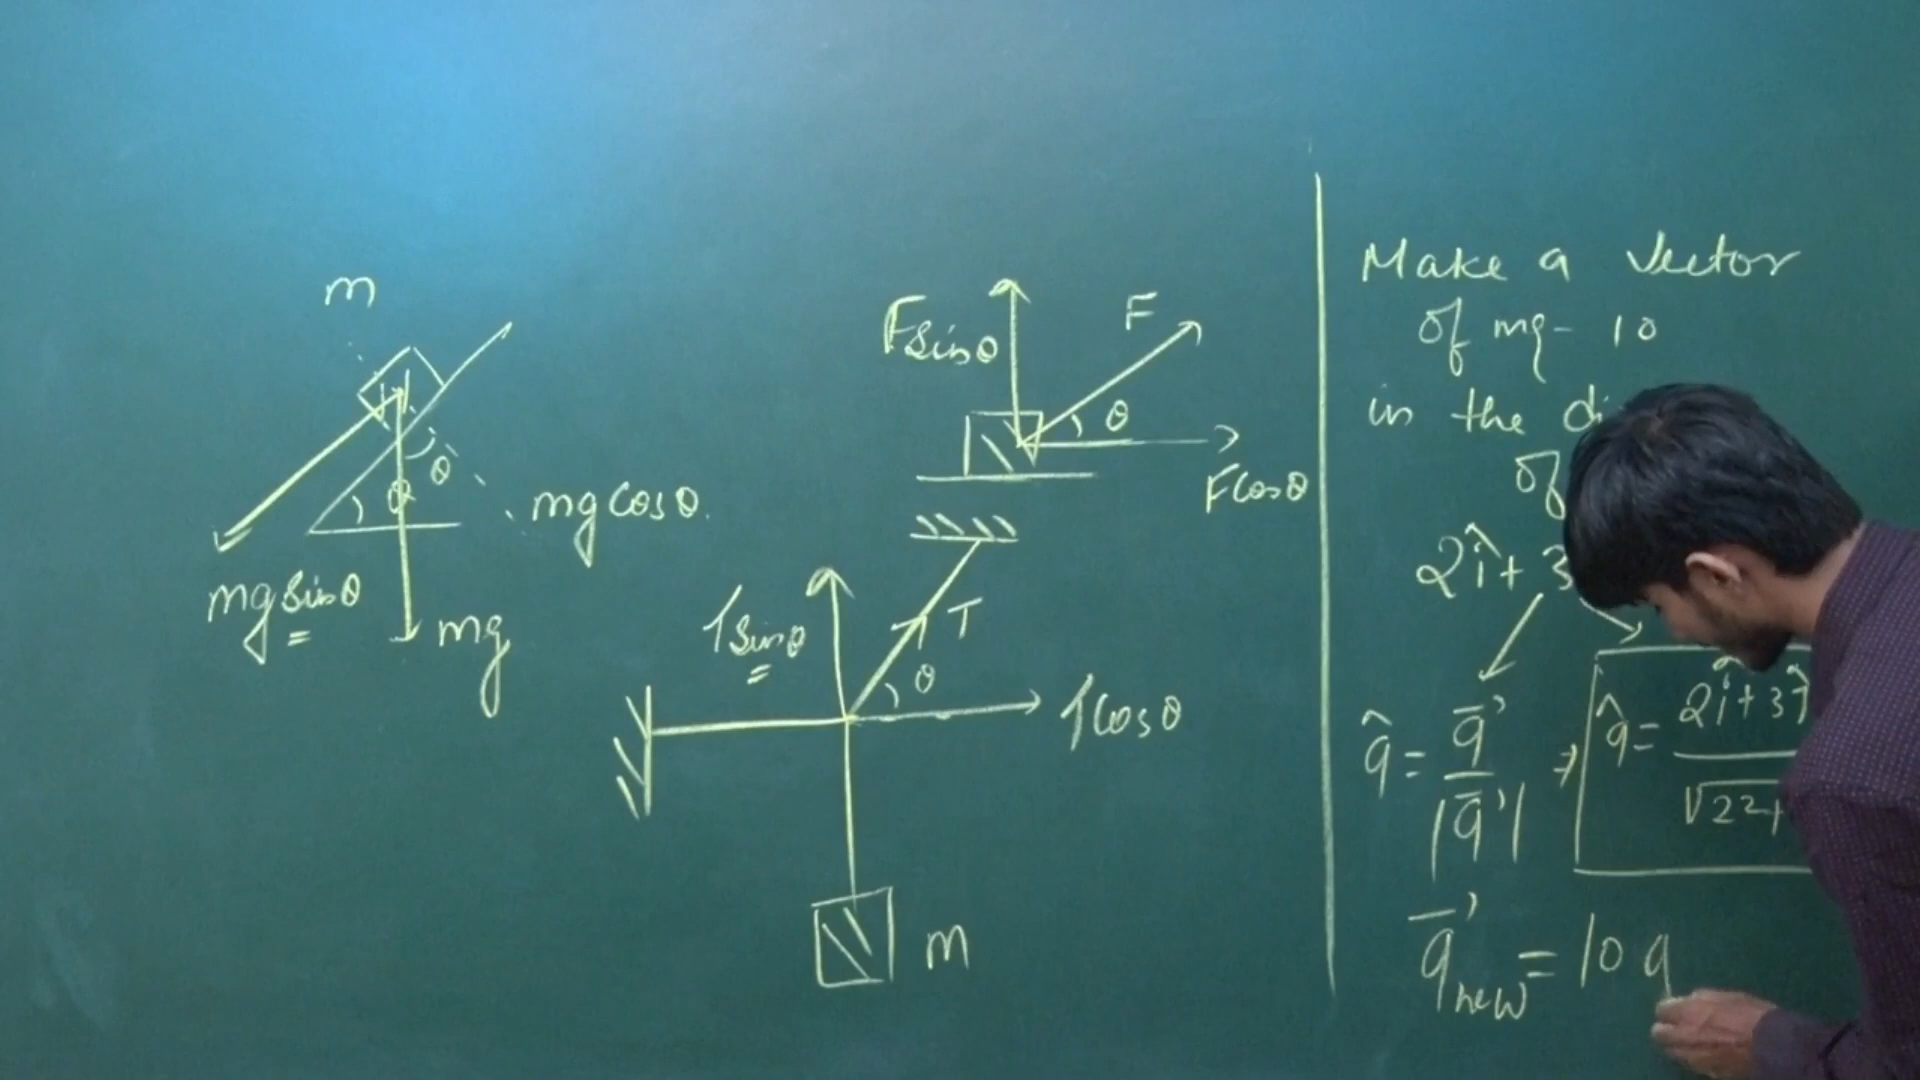 m
mg sinθ
mg
mg cosθ
θ
θ
F sinθ
F
θ
F cosθ
T sinθ
T
θ
T cosθ
m
Make a Vector
of mg- 10
in the
of
2î + 3
â = a⃗ / |a⃗| ⇒ â = 2î + 3ĵ / √22+
a⃗new = 10 a